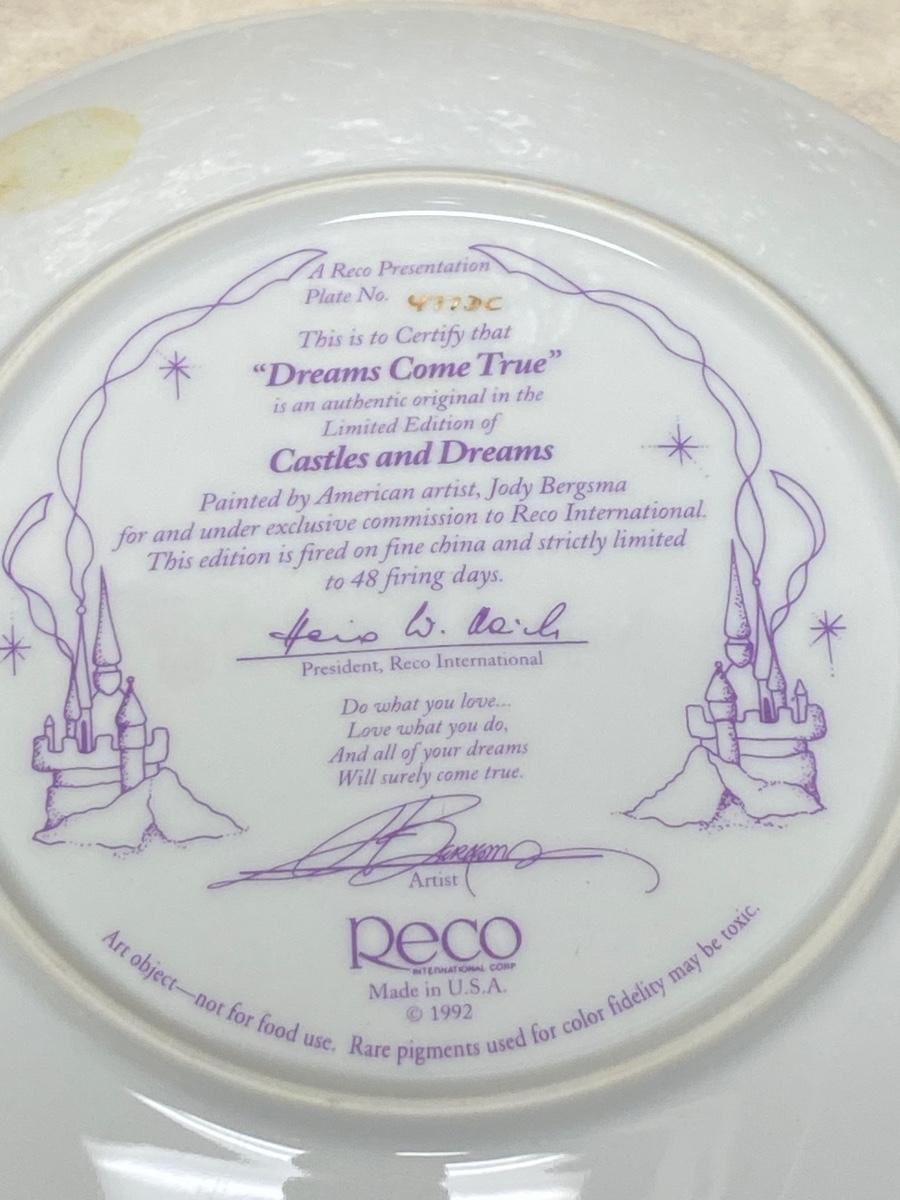 A Reco Presentation
Plate No.
This is to Certify that
“Dreams Come True”
is an authentic original in the
Limited Edition of
Castles and Dreams
Painted by American artist, Jody Bergsma
for and under exclusive commission to Reco International.
This edition is fired on fine china and strictly limited
to 48 firing days.
President, Reco International
Do what you love...
Love what you do,
And all of your dreams
Will surely come true.
Bergsma
Artist
Reco
INTERNATIONAL CORP
Made in U.S.A.
© 1992
Art object—not for food use. Rare pigments used for color fidelity may be toxic.